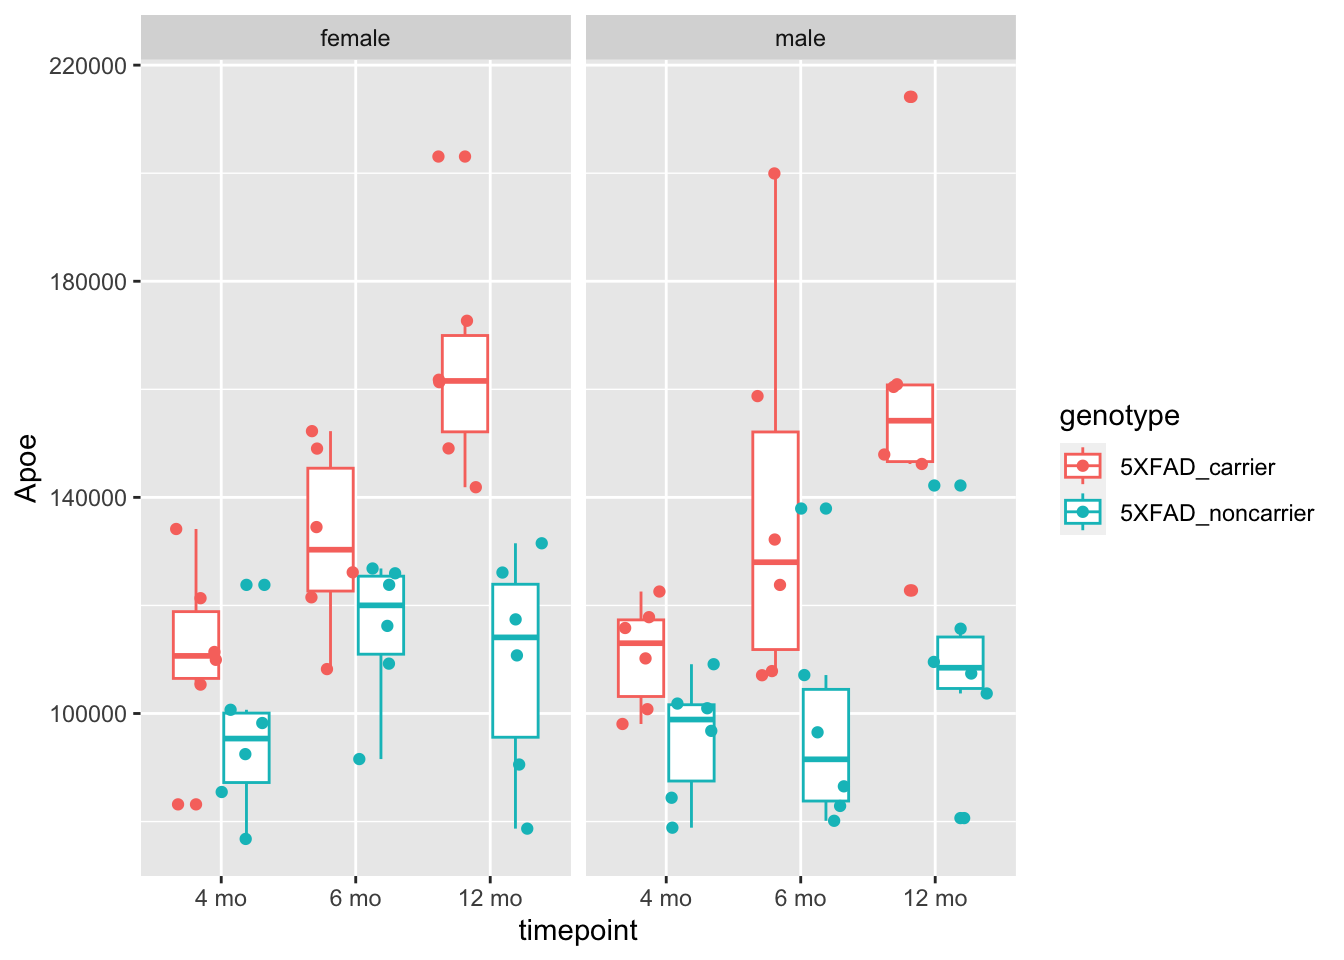 female
male
220000
180000
140000
100000
Apoe
4 mo
6 mo
12 mo
4 mo
6 mo
12 mo
timepoint
genotype
5XFAD_carrier
5XFAD_noncarrier